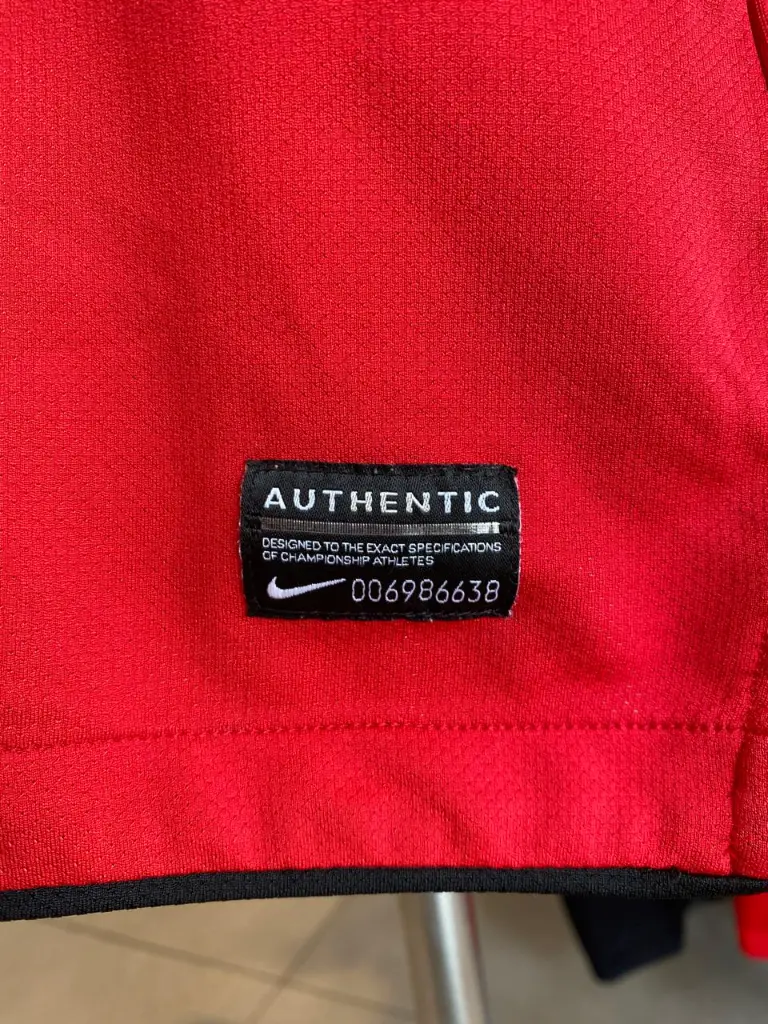 AUTHENTIC
DESIGNED TO THE EXACT SPECIFICATIONS
OF CHAMPIONSHIP ATHLETES
006986638